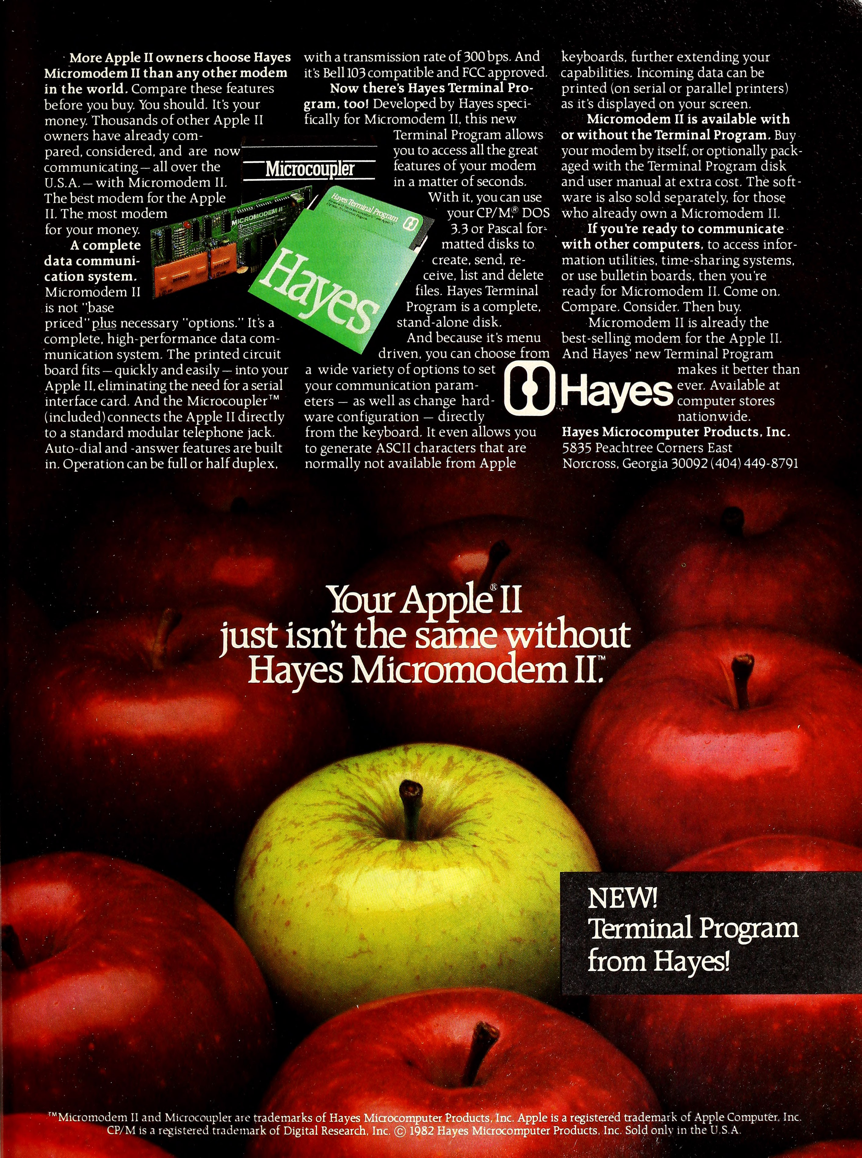 More Apple II owners choose Hayes
Micromodem II than any other modem
in the world. Compare these features
before you buy. You should. It's your
money. Thousands of other Apple II
owners have already com-
pared, considered, and are now
communicating — all over the
U.S.A. — with Micromodem II.
The best modem for the Apple
II. The most modem
for your money.
A complete
data communi-
cation system.
Micromodem II
is not "base
priced" plus necessary "options." It's a
complete, high-performance data com-
munication system. The printed circuit
board fits — quickly and easily — into your
Apple II, eliminating the need for a serial
interface card. And the Microcoupler™
(included) connects the Apple II directly
to a standard modular telephone jack.
Auto-dial and -answer features are built
in. Operation can be full or half duplex,
with a transmission rate of 300 bps. And
it's Bell 103 compatible and FCC approved.
Now there's Hayes Terminal Pro-
gram, too! Developed by Hayes speci-
fically for Micromodem II, this new
Terminal Program allows
you to access all the great
features of your modem
in a matter of seconds.
With it, you can use
your CP/M,® DOS
3.3 or Pascal for-
matted disks to
create, send, re-
ceive, list and delete
files. Hayes Terminal
Program is a complete,
stand-alone disk.
And because it's menu
driven, you can choose from
a wide variety of options to set
your communication param-
eters — as well as change hard-
ware configuration — directly
from the keyboard. It even allows you
to generate ASCII characters that are
normally not available from Apple
keyboards, further extending your
capabilities. Incoming data can be
printed (on serial or parallel printers)
as it's displayed on your screen.
Micromodem II is available with
or without the Terminal Program. Buy
your modem by itself, or optionally pack-
aged with the Terminal Program disk
and user manual at extra cost. The soft-
ware is also sold separately, for those
who already own a Micromodem II.
If you're ready to communicate
with other computers, to access infor-
mation utilities, time-sharing systems,
or use bulletin boards, then you're
ready for Micromodem II. Come on.
Compare. Consider. Then buy.
Micromodem II is already the
best-selling modem for the Apple II.
And Hayes' new Terminal Program
makes it better than
ever. Available at
computer stores
nationwide.
Hayes Microcomputer Products, Inc.
5835 Peachtree Corners East
Norcross, Georgia 30092 (404) 449-8791
Microcoupler
MICROMODEM II
Hayes Terminal Program
Hayes
Hayes
Your Apple® II
just isn't the same without
Hayes Micromodem II.™
NEW!
Terminal Program
from Hayes!
™Micromodem II and Microcoupler are trademarks of Hayes Microcomputer Products, Inc. Apple is a registered trademark of Apple Computer, Inc.
CP/M is a registered trademark of Digital Research, Inc. © 1982 Hayes Microcomputer Products, Inc. Sold only in the U.S.A.